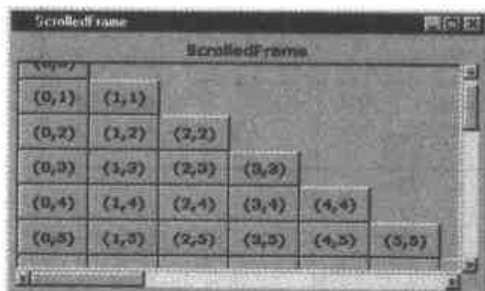 ScrolledFrame
ScrolledFrame
(0,0)
(0,1) (1,1)
(0,2) (1,2) (2,2)
(0,3) (1,3) (2,3) (3,3)
(0,4) (1,4) (2,4) (3,4) (4,4)
(0,5) (1,5) (2,5) (3,5) (4,5) (5,5)